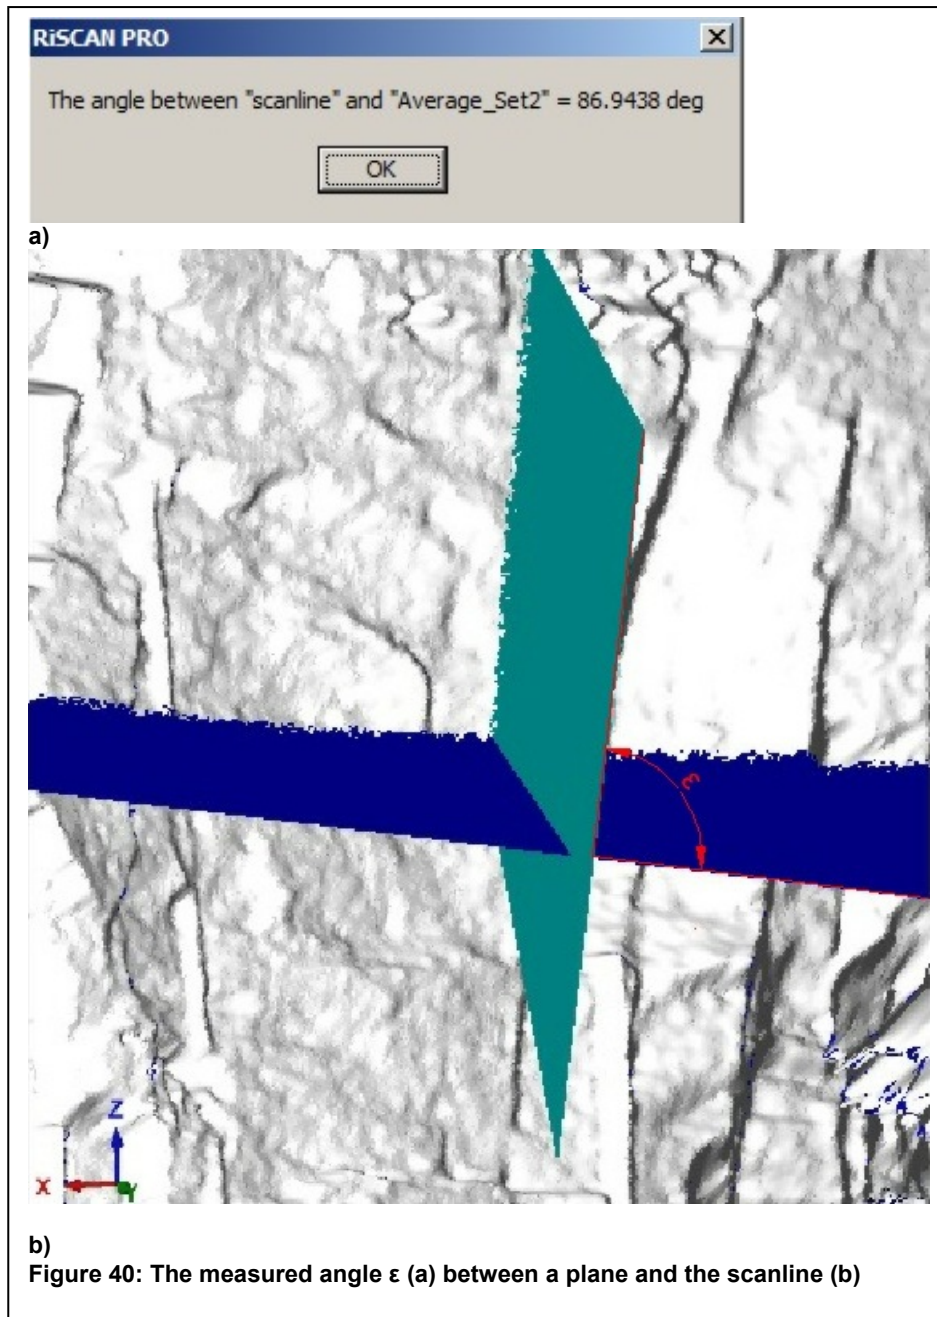 RiSCAN PRO
The angle between "scanline" and "Average_Set2" = 86.9438 deg
OK
a)
ε
Z
X
Y
b)
Figure 40: The measured angle ε (a) between a plane and the scanline (b)